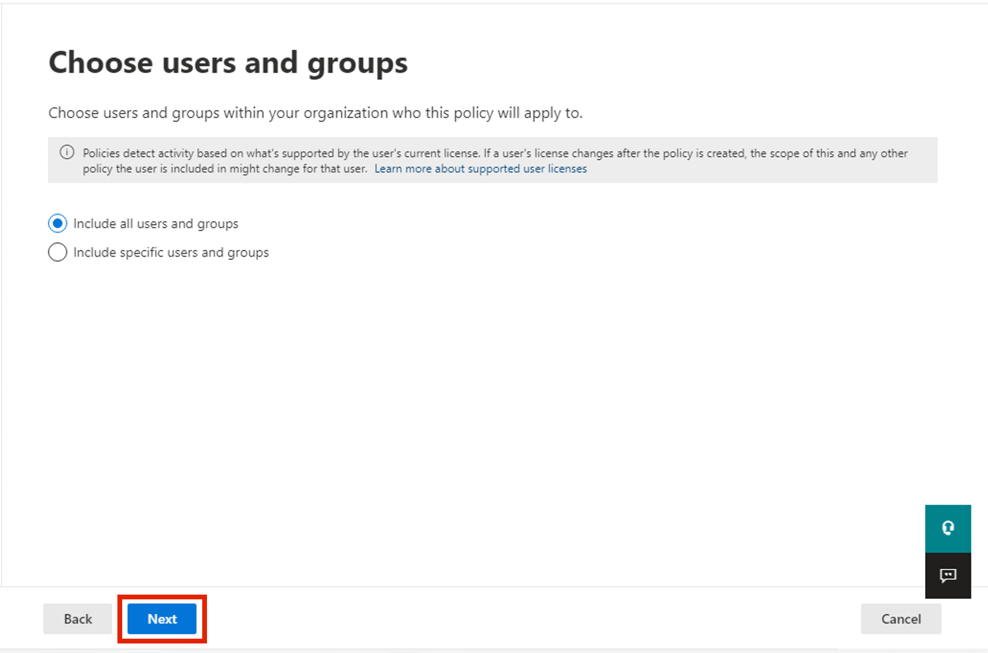 Choose users and groups
Choose users and groups within your organization who this policy will apply to.
Policies detect activity based on what's supported by the user's current license. If a user's license changes after the policy is created, the scope of this and any other
policy the user is included in might change for that user. Learn more about supported user licenses
Include all users and groups
Include specific users and groups
Back Next Cancel